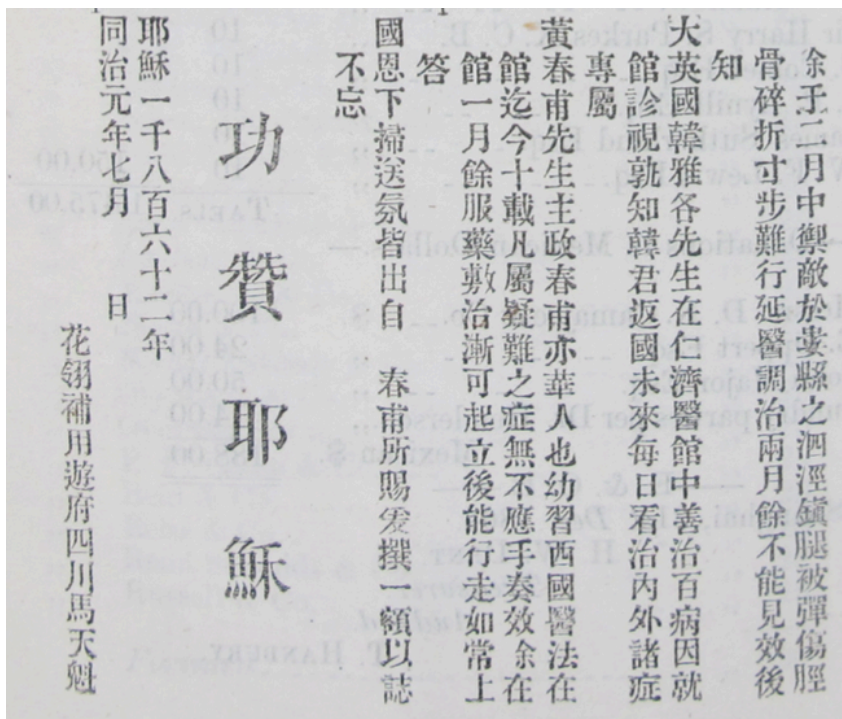 余于二月中禦敵於婁縣之泗涇鎮腿被彈傷脛
骨碎折寸步難行延醫調治兩月餘不能見效後
知
大英國韓雅各先生在仁濟醫館中善治百病因就
館診視孰知韓君返國未來每日看治內外諸症
專屬
黃春甫先生主政春甫亦華人也幼習西國醫法在
館迄今十載凡屬疑難之症無不應手奏效余在
館一月餘服藥敷治漸可起立後能行走如常上
答
國恩下掃送氛皆出自 春甫所賜爰撰一額以誌
不忘
功贊耶穌
耶穌一千八百六十二年
同治元年七月 日
花翎補用遊府四川馬天魁